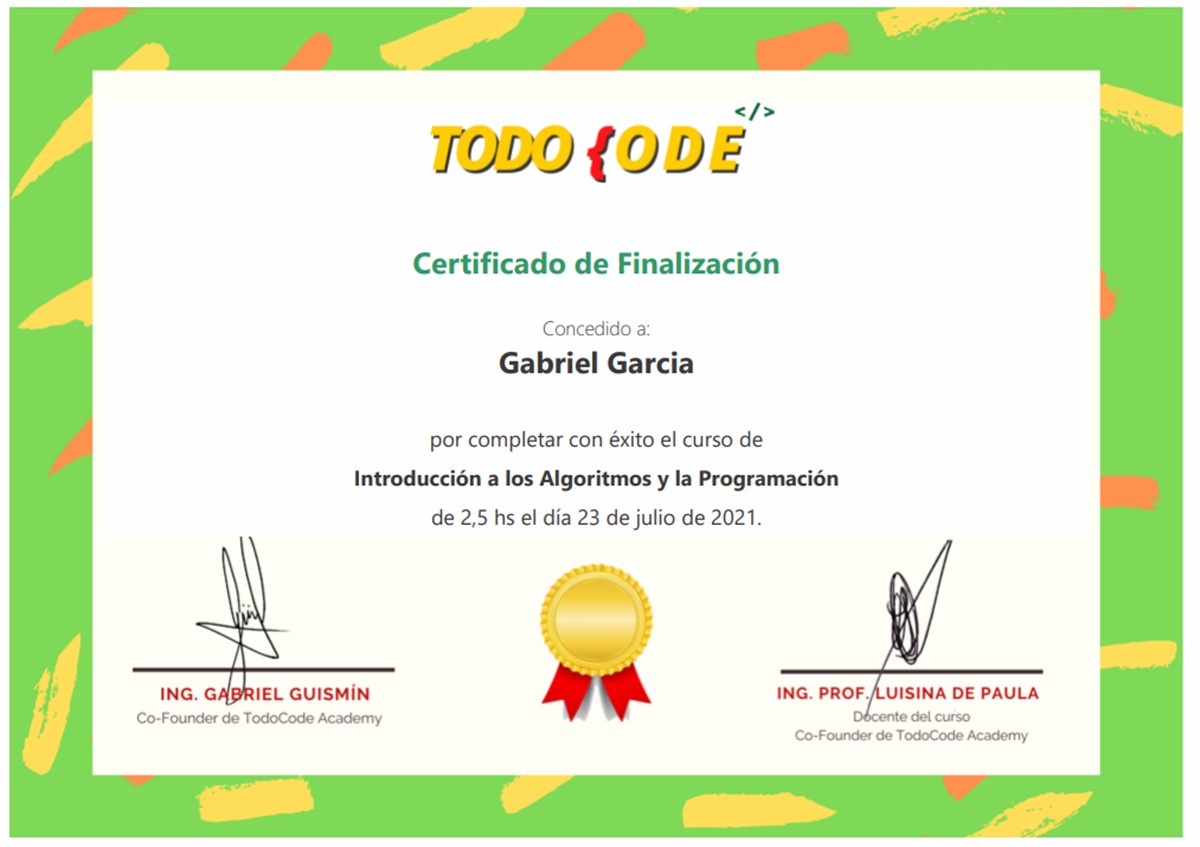 </>
TODO {ODE
Certificado de Finalización
Concedido a:
Gabriel Garcia
por completar con éxito el curso de
Introducción a los Algoritmos y la Programación
de 2,5 hs el día 23 de julio de 2021.
ING. GABRIEL GUISMÍN
Co-Founder de TodoCode Academy
ING. PROF. LUISINA DE PAULA
Docente del curso
Co-Founder de TodoCode Academy